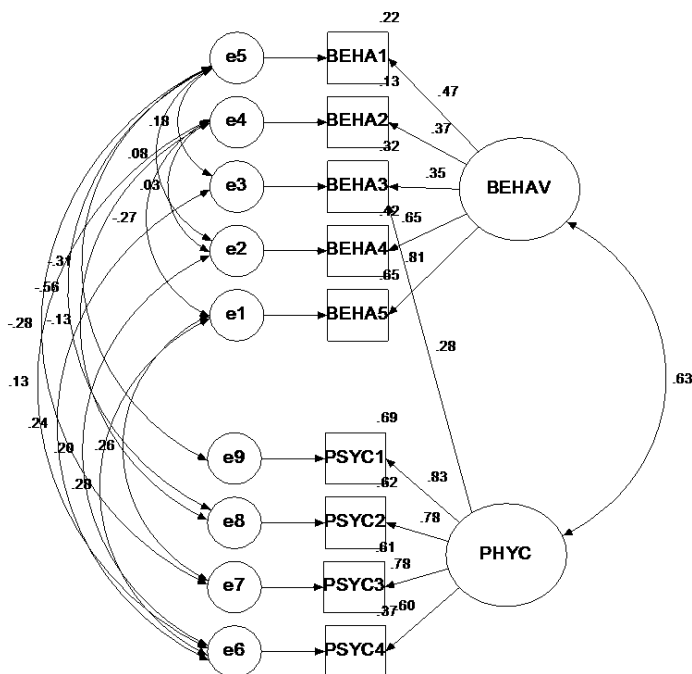 .22
e5
BEHA1
.13
.47
.18
e4
BEHA2
.37
.08
.32
e3
BEHA3
.35
BEHAV
.03
-.27
.42
.65
e2
BEHA4
.81
-.31
.65
-.56
-.13
-.28
e1
BEHA5
.28
.13
.63
.24
.20
.26
.69
e9
PSYC1
.83
.62
.20
e8
PSYC2
.78
.61
PHYC
.78
e7
PSYC3
.37
.60
e6
PSYC4